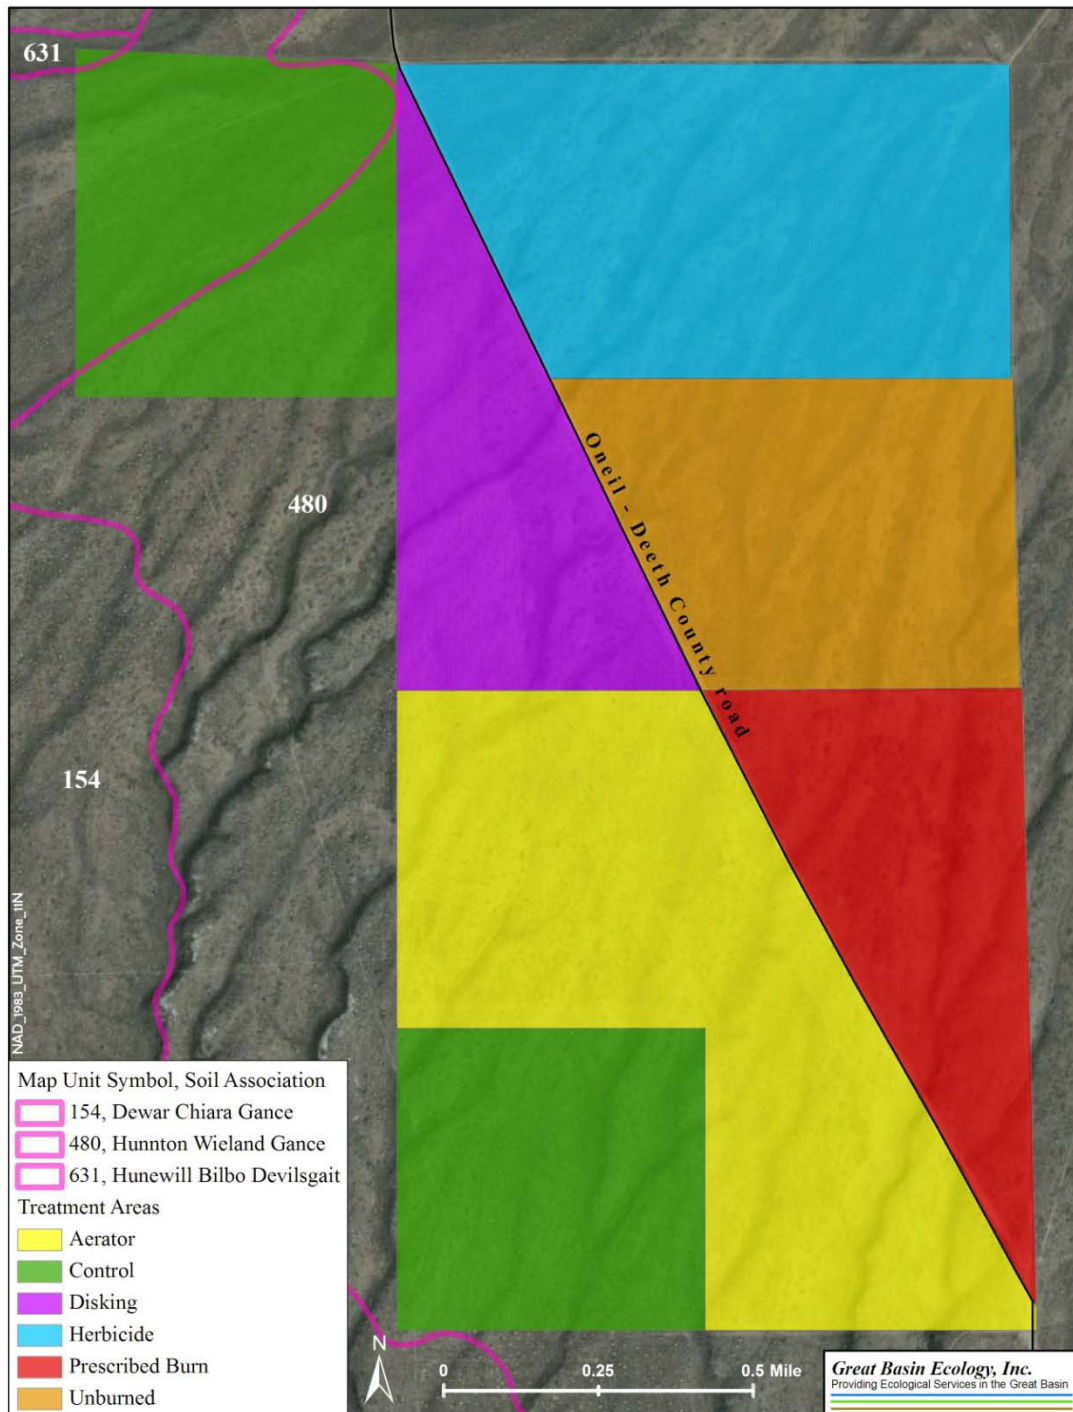 631
480
Oneil - Deeth County road
154
NAD_1983_UTM_Zone_11N
Map Unit Symbol, Soil Association
154, Dewar Chiara Gance
480, Hunnton Wieland Gance
631, Hunewill Bilbo Devilsgait
Treatment Areas
Aerator
Control
Disking
Herbicide
Prescribed Burn
Unburned
N
0 0.25 0.5 Mile
Great Basin Ecology, Inc.
Providing Ecological Services in the Great Basin